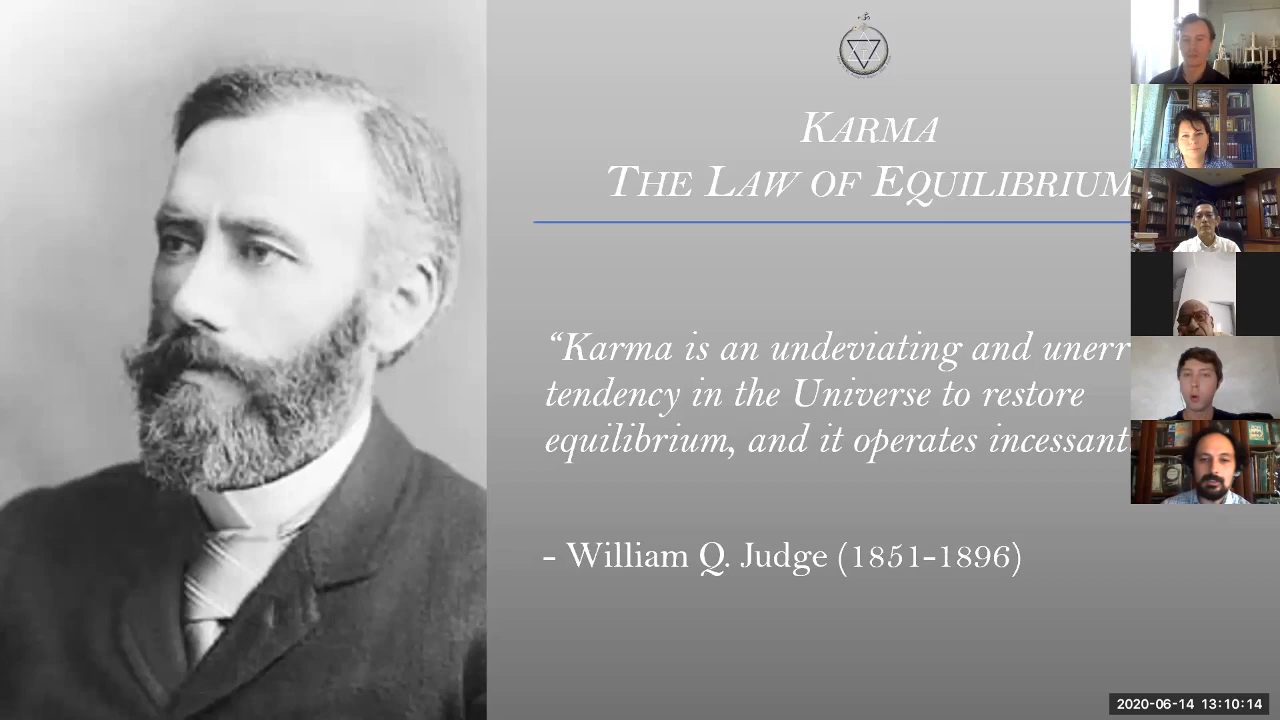 KARMA
THE LAW OF EQUILIBRIUM
“Karma is an undeviating and unerr
tendency in the Universe to restore
equilibrium, and it operates incessant
- William Q. Judge (1851-1896)
2020-06-14 13:10:14